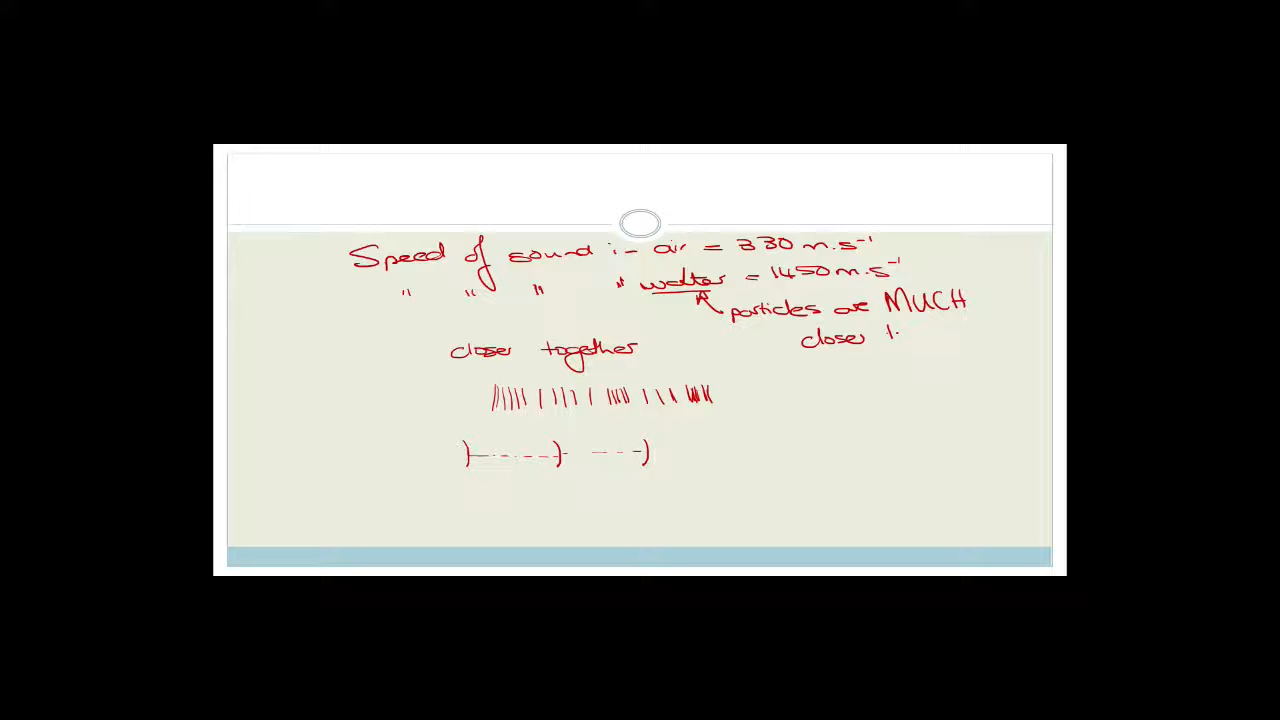 Speed of sound in air = 330 m.s⁻¹
" " " " water = 1450 m.s⁻¹
particles are MUCH
closer t
closer together